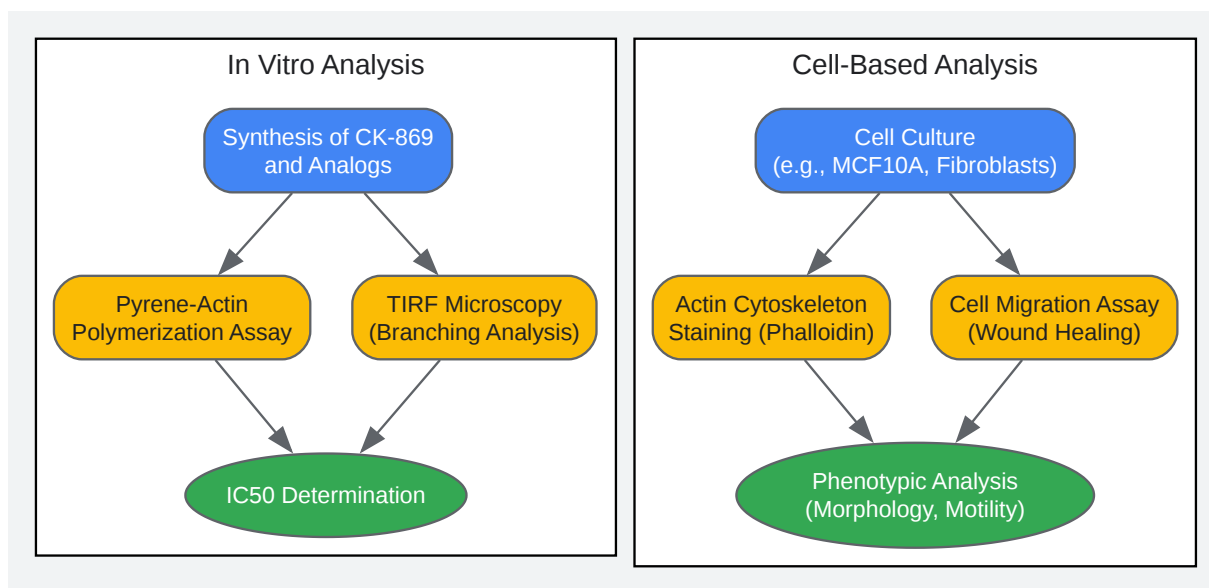 In Vitro Analysis
Synthesis of CK-869
and Analogs
Pyrene-Actin
Polymerization Assay
TIRF Microscopy
(Branching Analysis)
IC50 Determination
Cell-Based Analysis
Cell Culture
(e.g., MCF10A, Fibroblasts)
Actin Cytoskeleton
Staining (Phalloidin)
Cell Migration Assay
(Wound Healing)
Phenotypic Analysis
(Morphology, Motility)